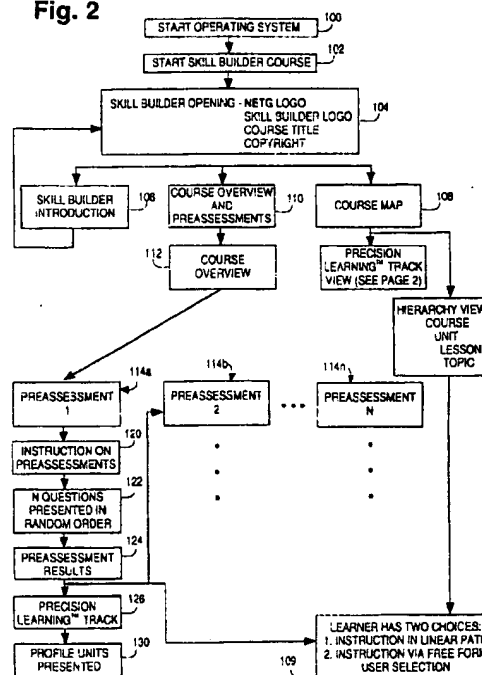 Fig. 2
START OPERATING SYSTEM
100
START SKILL BUILDER COURSE
102
SKILL BUILDER OPENING - NETG LOGO
SKILL BUILDER LOGO
COURSE TITLE
COPYRIGHT
104
SKILL BUILDER
INTRODUCTION
106
COURSE OVERVIEW
AND
PREASSESSMENTS
110
COURSE MAP
108
112
COURSE
OVERVIEW
PRECISION
LEARNING™ TRACK
VIEW (SEE PAGE 2)
HIERARCHY VIEW
COURSE
UNIT
LESSON
TOPIC
114a
PREASSESSMENT
1
114b
PREASSESSMENT
2
• • •
114n
PREASSESSMENT
N
120
INSTRUCTION ON
PREASSESSMENTS
122
N QUESTIONS
PRESENTED IN
RANDOM ORDER
124
PREASSESSMENT
RESULTS
126
PRECISION
LEARNING™ TRACK
130
PROFILE UNITS
PRESENTED
LEARNER HAS TWO CHOICES:
1. INSTRUCTION IN LINEAR PATH
2. INSTRUCTION VIA FREE FORM
USER SELECTION
109